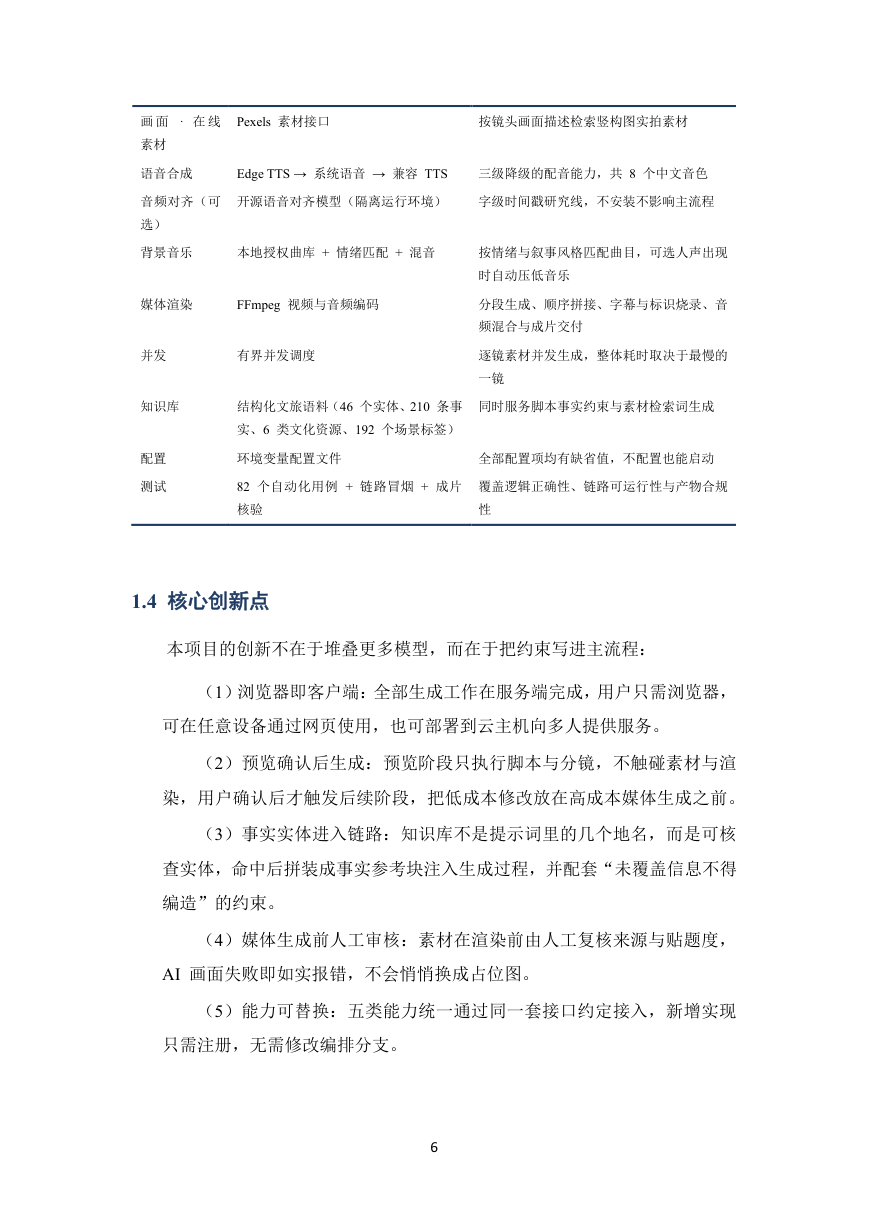 画面 · 在线 Pexels 素材接口 按镜头画面描述检索竖构图实拍素材
素材
语音合成 Edge TTS → 系统语音 → 兼容 TTS 三级降级的配音能力，共 8 个中文音色
音频对齐（可 开源语音对齐模型（隔离运行环境） 字级时间戳研究线，不安装不影响主流程
选）
背景音乐 本地授权曲库 + 情绪匹配 + 混音 按情绪与叙事风格匹配曲目，可选人声出现
时自动压低音乐
媒体渲染 FFmpeg 视频与音频编码 分段生成、顺序拼接、字幕与标识烧录、音
频混合与成片交付
并发 有界并发调度 逐镜素材并发生成，整体耗时取决于最慢的
一镜
知识库 结构化文旅语料（46 个实体、210 条事 同时服务脚本事实约束与素材检索词生成
实、6 类文化资源、192 个场景标签）
配置 环境变量配置文件 全部配置项均有缺省值，不配置也能启动
测试 82 个自动化用例 + 链路冒烟 + 成片 覆盖逻辑正确性、链路可运行性与产物合规
核验 性
1.4 核心创新点
本项目的创新不在于堆叠更多模型，而在于把约束写进主流程：
（1）浏览器即客户端：全部生成工作在服务端完成，用户只需浏览器，
可在任意设备通过网页使用，也可部署到云主机向多人提供服务。
（2）预览确认后生成：预览阶段只执行脚本与分镜，不触碰素材与渲
染，用户确认后才触发后续阶段，把低成本修改放在高成本媒体生成之前。
（3）事实实体进入链路：知识库不是提示词里的几个地名，而是可核
查实体，命中后拼装成事实参考块注入生成过程，并配套“未覆盖信息不得
编造”的约束。
（4）媒体生成前人工审核：素材在渲染前由人工复核来源与贴题度，
AI 画面失败即如实报错，不会悄悄换成占位图。
（5）能力可替换：五类能力统一通过同一套接口约定接入，新增实现
只需注册，无需修改编排分支。
6